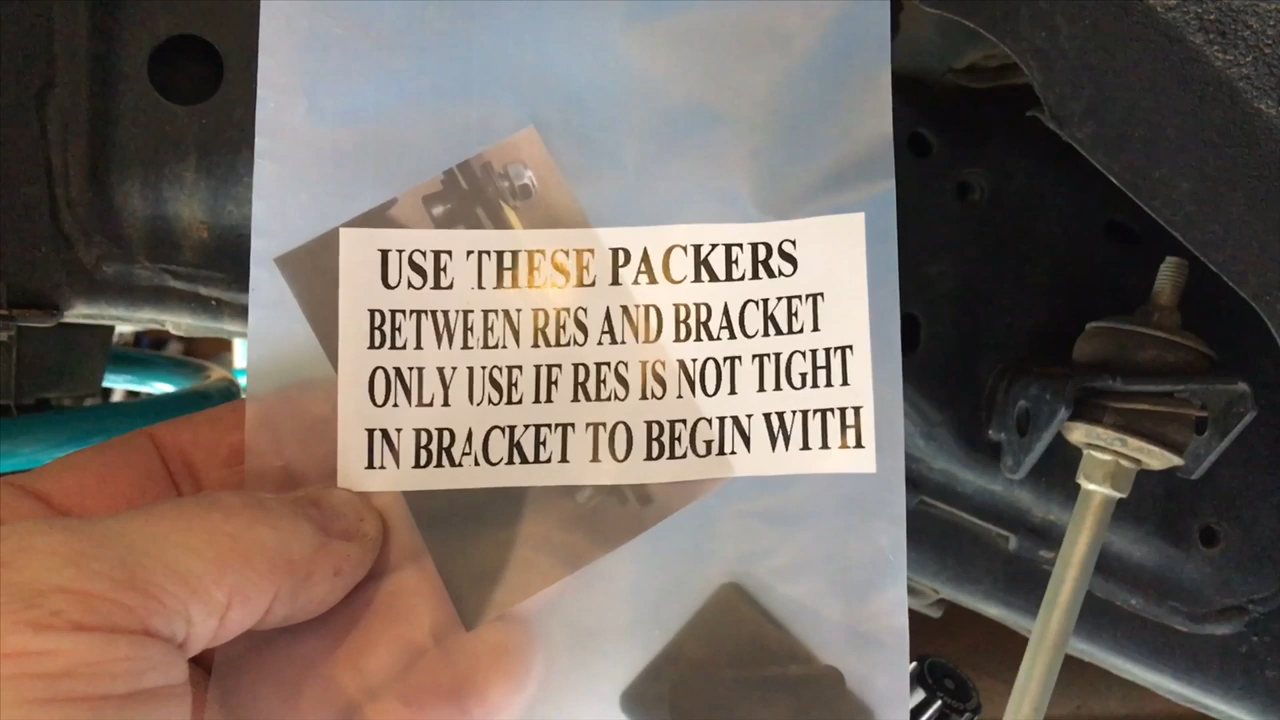 USE THESE PACKERS
BETWEEN RES AND BRACKET
ONLY USE IF RES IS NOT TIGHT
IN BRACKET TO BEGIN WITH